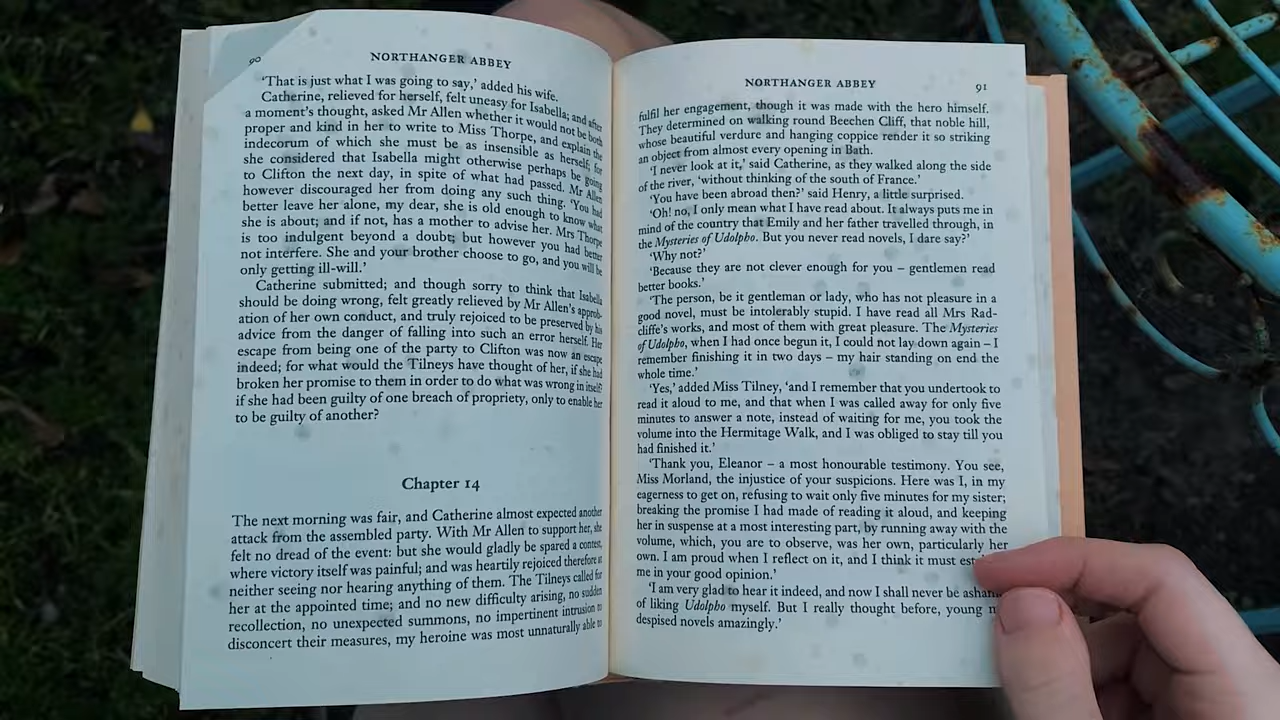 90
NORTHANGER ABBEY
‘That is just what I was going to say,’ added his wife.
Catherine, relieved for herself, felt uneasy for Isabella; and after
a moment’s thought, asked Mr Allen whether it would not be both
proper and kind in her to write to Miss Thorpe, and explain the
indecorum of which she must be as insensible as herself; for
she considered that Isabella might otherwise perhaps be going
to Clifton the next day, in spite of what had passed. Mr Allen
however discouraged her from doing any such thing. ‘You had
better leave her alone, my dear, she is old enough to know what
she is about; and if not, has a mother to advise her. Mrs Thorpe
is too indulgent beyond a doubt; but however you had better
not interfere. She and your brother choose to go, and you will be
only getting ill-will.’
Catherine submitted; and though sorry to think that Isabella
should be doing wrong, felt greatly relieved by Mr Allen’s approb-
ation of her own conduct, and truly rejoiced to be preserved by his
advice from the danger of falling into such an error herself. Her
escape from being one of the party to Clifton was now an escape
indeed; for what would the Tilneys have thought of her, if she had
broken her promise to them in order to do what was wrong in itself?
if she had been guilty of one breach of propriety, only to enable her
to be guilty of another?
Chapter 14
The next morning was fair, and Catherine almost expected another
attack from the assembled party. With Mr Allen to support her, she
felt no dread of the event: but she would gladly be spared a contest,
where victory itself was painful; and was heartily rejoiced therefore at
neither seeing nor hearing anything of them. The Tilneys called for
her at the appointed time; and no new difficulty arising, no sudden
recollection, no unexpected summons, no impertinent intrusion to
disconcert their measures, my heroine was most unnaturally able to
NORTHANGER ABBEY
91
fulfil her engagement, though it was made with the hero himself.
They determined on walking round Beechen Cliff, that noble hill,
whose beautiful verdure and hanging coppice render it so striking
an object from almost every opening in Bath.
‘I never look at it,’ said Catherine, as they walked along the side
of the river, ‘without thinking of the south of France.’
‘You have been abroad then?’ said Henry, a little surprised.
‘Oh! no, I only mean what I have read about. It always puts me in
mind of the country that Emily and her father travelled through, in
the Mysteries of Udolpho. But you never read novels, I dare say?’
‘Why not?’
‘Because they are not clever enough for you – gentlemen read
better books.’
‘The person, be it gentleman or lady, who has not pleasure in a
good novel, must be intolerably stupid. I have read all Mrs Rad-
cliffe’s works, and most of them with great pleasure. The Mysteries
of Udolpho, when I had once begun it, I could not lay down again – I
remember finishing it in two days – my hair standing on end the
whole time.’
‘Yes,’ added Miss Tilney, ‘and I remember that you undertook to
read it aloud to me, and that when I was called away for only five
minutes to answer a note, instead of waiting for me, you took the
volume into the Hermitage Walk, and I was obliged to stay till you
had finished it.’
‘Thank you, Eleanor – a most honourable testimony. You see,
Miss Morland, the injustice of your suspicions. Here was I, in my
eagerness to get on, refusing to wait only five minutes for my sister;
breaking the promise I had made of reading it aloud, and keeping
her in suspense at a most interesting part, by running away with the
volume, which, you are to observe, was her own, particularly her
own. I am proud when I reflect on it, and I think it must
me in your good opinion.’
‘I am very glad to hear it indeed, and now I shall never be
of liking Udolpho myself. But I really thought before, young
despised novels amazingly.’